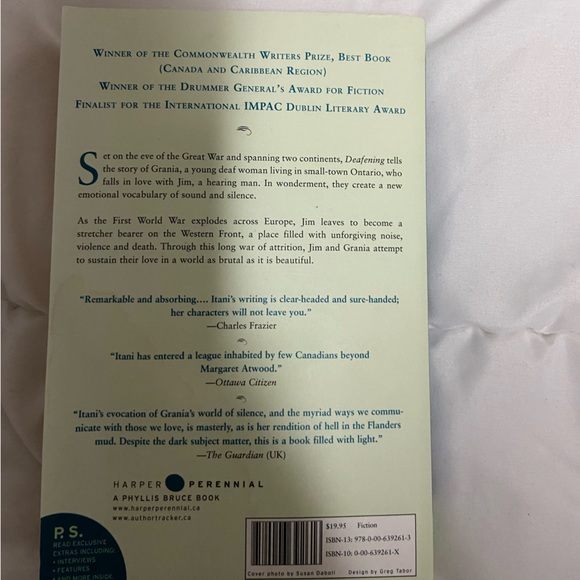 WINNER OF THE COMMONWEALTH WRITERS PRIZE, BEST BOOK
(CANADA AND CARIBBEAN REGION)
WINNER OF THE DRUMMER GENERAL'S AWARD FOR FICTION
FINALIST FOR THE INTERNATIONAL IMPAC DUBLIN LITERARY AWARD
Set on the eve of the Great War and spanning two continents, Deafening tells
the story of Grania, a young deaf woman living in small-town Ontario, who
falls in love with Jim, a hearing man. In wonderment, they create a new
emotional vocabulary of sound and silence.
As the First World War explodes across Europe, Jim leaves to become a
stretcher bearer on the Western Front, a place filled with unforgiving noise,
violence and death. Through this long war of attrition, Jim and Grania attempt
to sustain their love in a world as brutal as it is beautiful.
"Remarkable and absorbing.... Itani's writing is clear-headed and sure-handed;
her characters will not leave you."
—Charles Frazier
"Itani has entered a league inhabited by few Canadians beyond
Margaret Atwood."
—Ottawa Citizen
"Itani's evocation of Grania's world of silence, and the myriad ways we commu-
nicate with those we love, is masterly, as is her rendition of hell in the Flanders
mud. Despite the dark subject matter, this is a book filled with light."
—The Guardian (UK)
HARPER PERENNIAL
A PHYLLIS BRUCE BOOK
www.harperperennial.ca
www.authortracker.ca
P.S.
READ EXCLUSIVE
EXTRAS INCLUDING:
• INTERVIEWS
• FEATURES
• AND MORE INSIDE
$19.95 Fiction
ISBN-13: 978-0-00-639261-3
ISBN-10: 0-00-639261-X
Cover photo by Susan Daboll Design by Greg Tabor